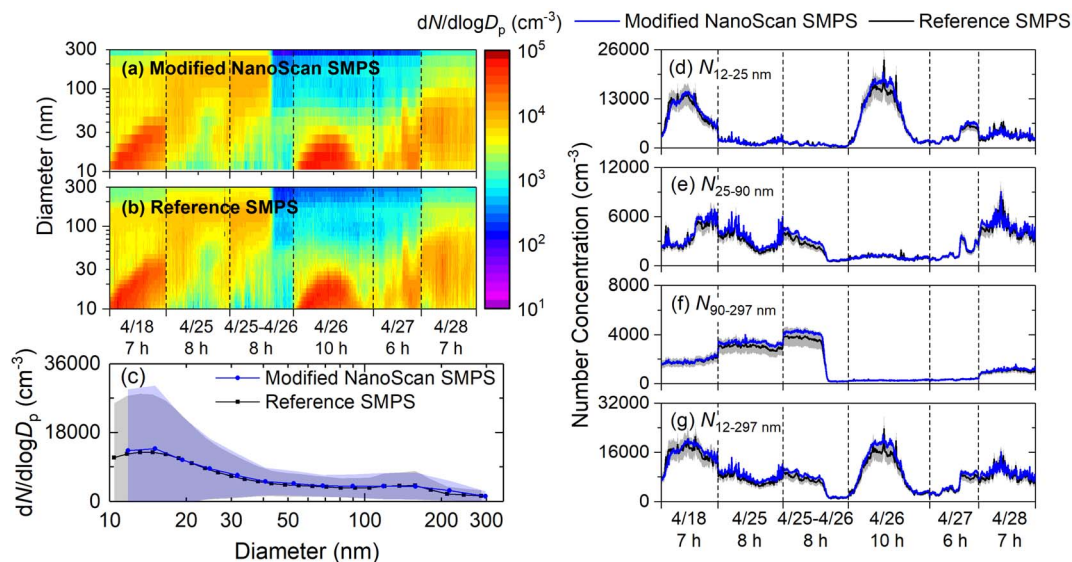 dN/dlogDp (cm-3)
Modified NanoScan SMPS
Reference SMPS
300
100
30
10
(a) Modified NanoScan SMPS
300
100
30
10
(b) Reference SMPS
Diameter (nm)
10⁵
10⁴
10³
10²
10¹
4/18 4/25 4/25-4/26 4/26 4/27 4/28
7 h 8 h 8 h 10 h 6 h 7 h
36000
18000
0
(c)
Modified NanoScan SMPS
Reference SMPS
dN/dlogDp (cm-3)
10 20 30 50 100 200 300
Diameter (nm)
26000
13000
0
(d) N12-25 nm
12000
6000
0
(e) N25-90 nm
8000
4000
0
(f) N90-297 nm
32000
16000
0
(g) N12-297 nm
Number Concentration (cm-3)
4/18 4/25 4/25-4/26 4/26 4/27 4/28
7 h 8 h 8 h 10 h 6 h 7 h